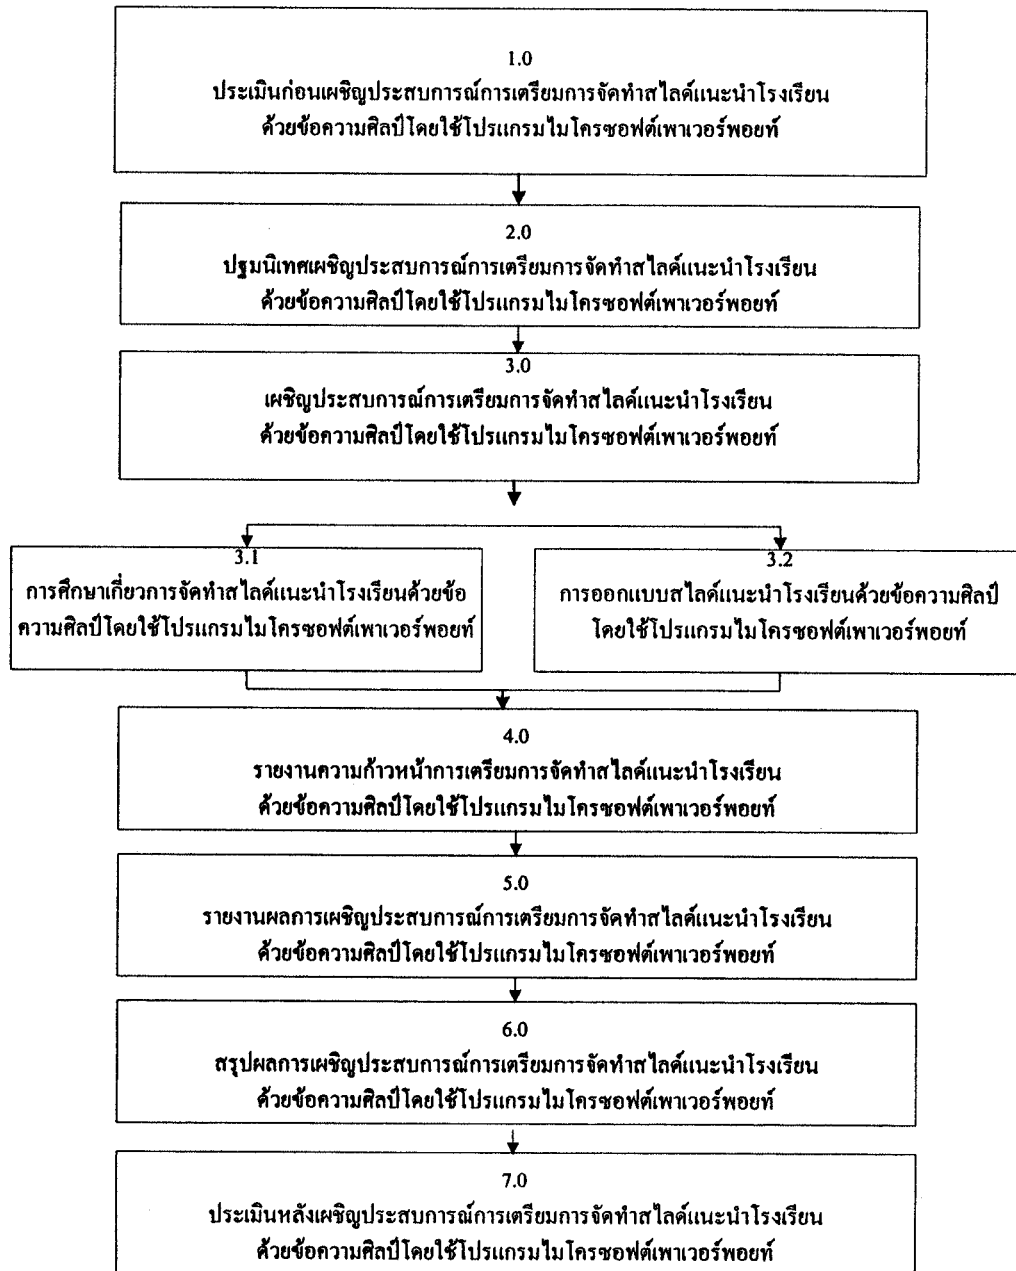 1.0
ประเมินก่อนเผชิญประสบการณ์การเตรียมการจัดทำสไลด์แนะนำโรงเรียน
ด้วยข้อความศิลป์โดยใช้โปรแกรมไมโครซอฟต์เพาเวอร์พอยท์
2.0
ปฐมนิเทศเผชิญประสบการณ์การเตรียมการจัดทำสไลด์แนะนำโรงเรียน
ด้วยข้อความศิลป์โดยใช้โปรแกรมไมโครซอฟต์เพาเวอร์พอยท์
3.0
เผชิญประสบการณ์การเตรียมการจัดทำสไลด์แนะนำโรงเรียน
ด้วยข้อความศิลป์โดยใช้โปรแกรมไมโครซอฟต์เพาเวอร์พอยท์
3.1
การศึกษาเกี่ยวการจัดทำสไลด์แนะนำโรงเรียนด้วยข้อ
ความศิลป์โดยใช้โปรแกรมไมโครซอฟต์เพาเวอร์พอยท์
3.2
การออกแบบสไลด์แนะนำโรงเรียนด้วยข้อความศิลป์
โดยใช้โปรแกรมไมโครซอฟต์เพาเวอร์พอยท์
4.0
รายงานความก้าวหน้าการเตรียมการจัดทำสไลด์แนะนำโรงเรียน
ด้วยข้อความศิลป์โดยใช้โปรแกรมไมโครซอฟต์เพาเวอร์พอยท์
5.0
รายงานผลการเผชิญประสบการณ์การเตรียมการจัดทำสไลด์แนะนำโรงเรียน
ด้วยข้อความศิลป์โดยใช้โปรแกรมไมโครซอฟต์เพาเวอร์พอยท์
6.0
สรุปผลการเผชิญประสบการณ์การเตรียมการจัดทำสไลด์แนะนำโรงเรียน
ด้วยข้อความศิลป์โดยใช้โปรแกรมไมโครซอฟต์เพาเวอร์พอยท์
7.0
ประเมินหลังเผชิญประสบการณ์การเตรียมการจัดทำสไลด์แนะนำโรงเรียน
ด้วยข้อความศิลป์โดยใช้โปรแกรมไมโครซอฟต์เพาเวอร์พอยท์